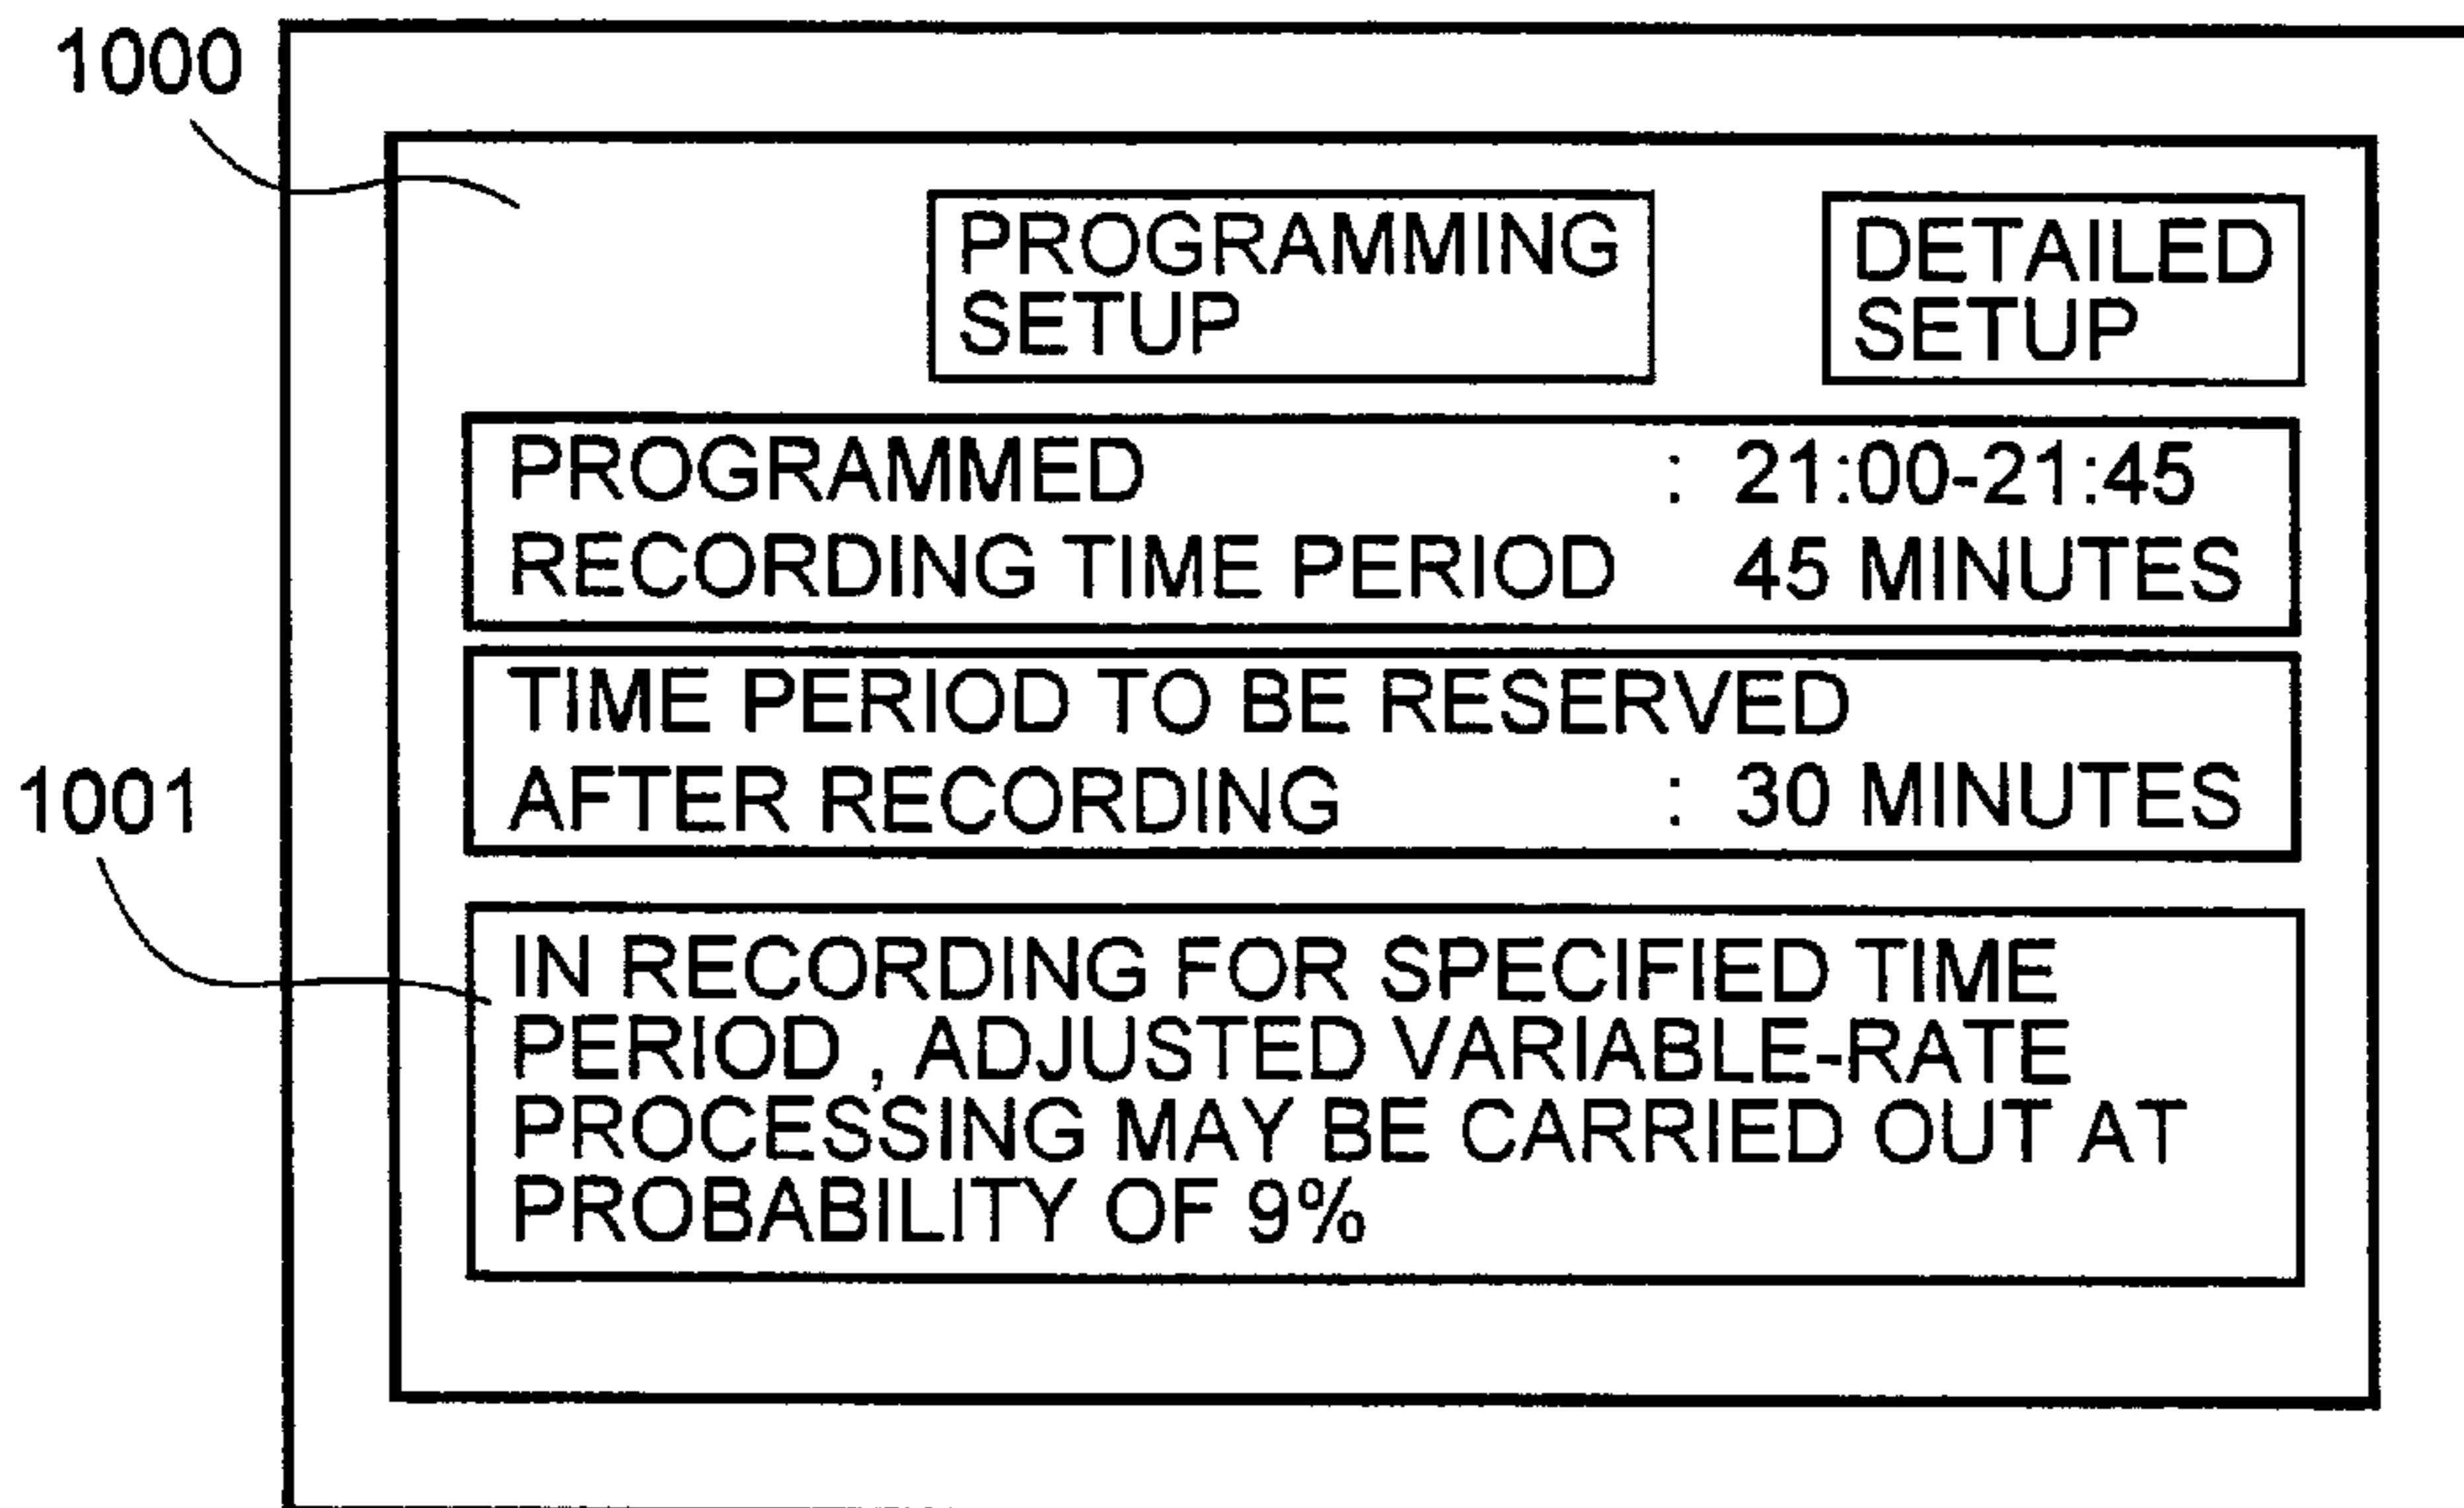 1000
PROGRAMMING
SETUP
DETAILED
SETUP
PROGRAMMED : 21:00-21:45
RECORDING TIME PERIOD 45 MINUTES
TIME PERIOD TO BE RESERVED
AFTER RECORDING : 30 MINUTES
1001
IN RECORDING FOR SPECIFIED TIME
PERIOD , ADJUSTED VARIABLE-RATE
PROCESSING MAY BE CARRIED OUT AT
PROBABILITY OF 9%